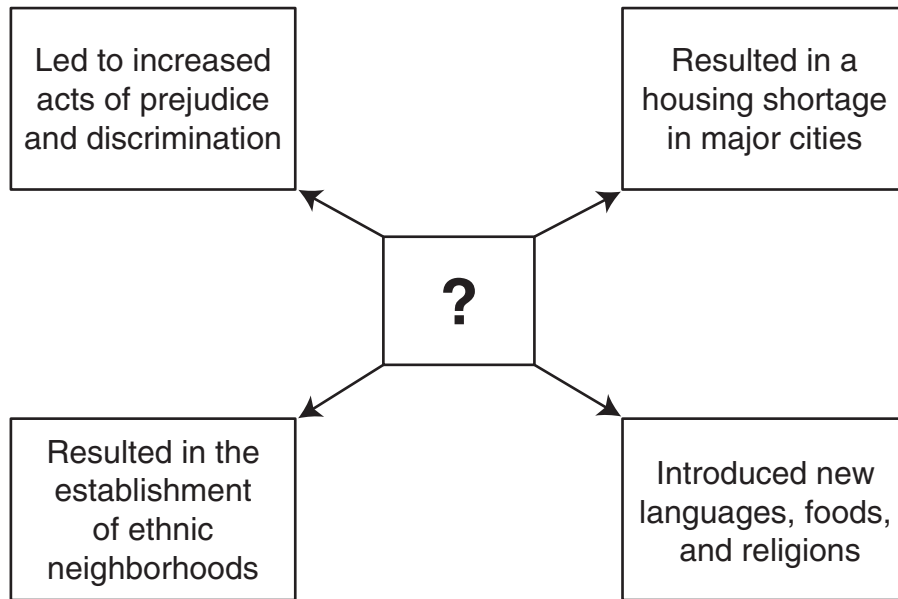 Led to increased
acts of prejudice
and discrimination
Resulted in a
housing shortage
in major cities
?
Resulted in the
establishment
of ethnic
neighborhoods
Introduced new
languages, foods,
and religions